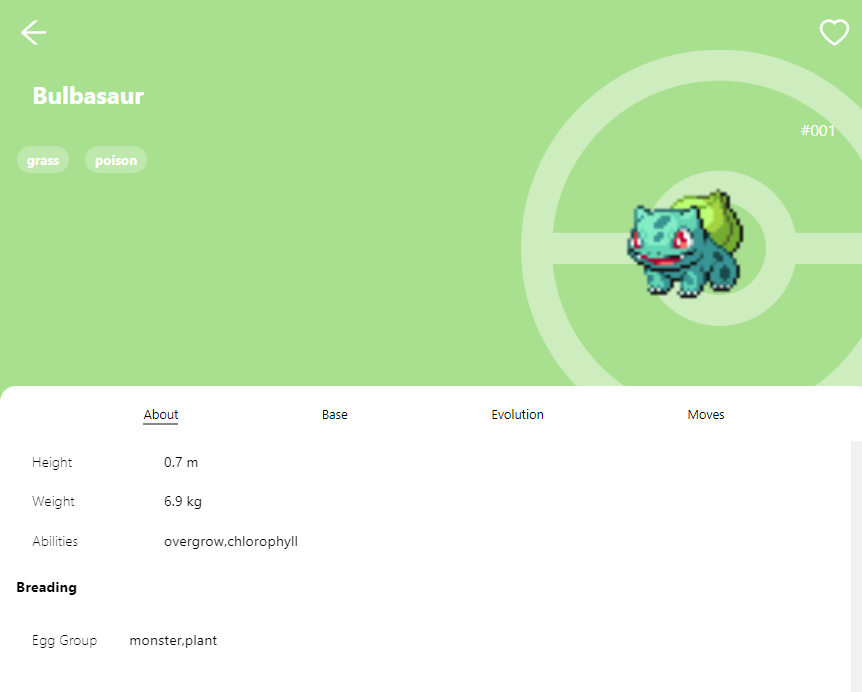 Bulbasaur
#001
grass poison
About Base Evolution Moves
Height 0.7 m
Weight 6.9 kg
Abilities overgrow,chlorophyll
Breading
Egg Group monster,plant